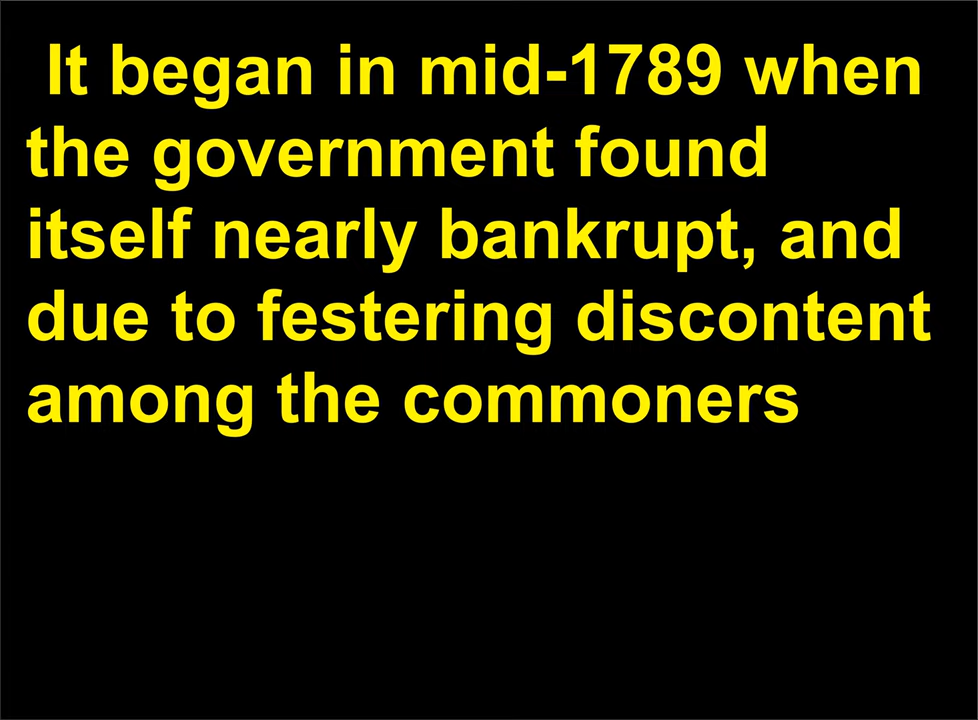 It began in mid-1789 when
the government found
itself nearly bankrupt, and
due to festering discontent
among the commoners